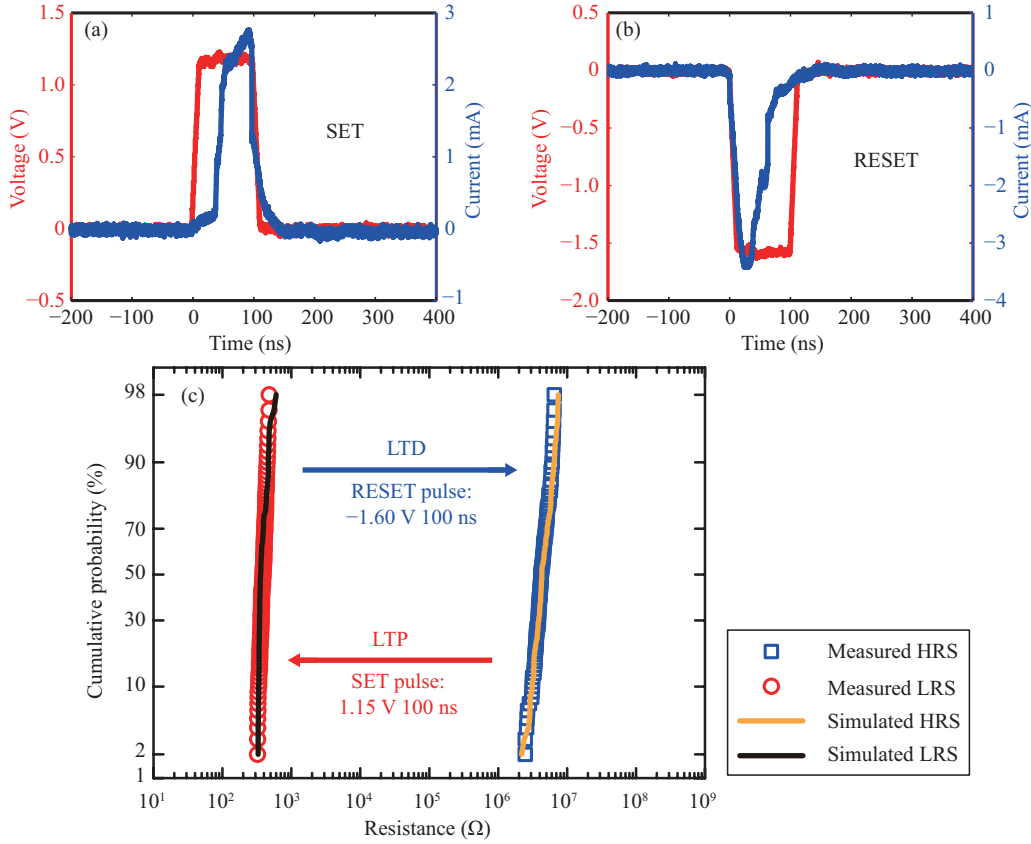 (a)
SET
Voltage (V)
1.5
1.0
0.5
0
−0.5
Current (mA)
3
2
1
0
−1
−200 −100 0 100 200 300 400
Time (ns)
(b)
RESET
Voltage (V)
0.5
0
−0.5
−1.0
−1.5
−2.0
Current (mA)
1
0
−1
−2
−3
−4
−200 −100 0 100 200 300 400
Time (ns)
(c)
Cumulative probability (%)
98
90
70
50
30
10
2
1
LTD
RESET pulse:
−1.60 V 100 ns
LTP
SET pulse:
1.15 V 100 ns
10¹ 10² 10³ 10⁴ 10⁵ 10⁶ 10⁷ 10⁸ 10⁹
Resistance (Ω)
Measured HRS
Measured LRS
Simulated HRS
Simulated LRS